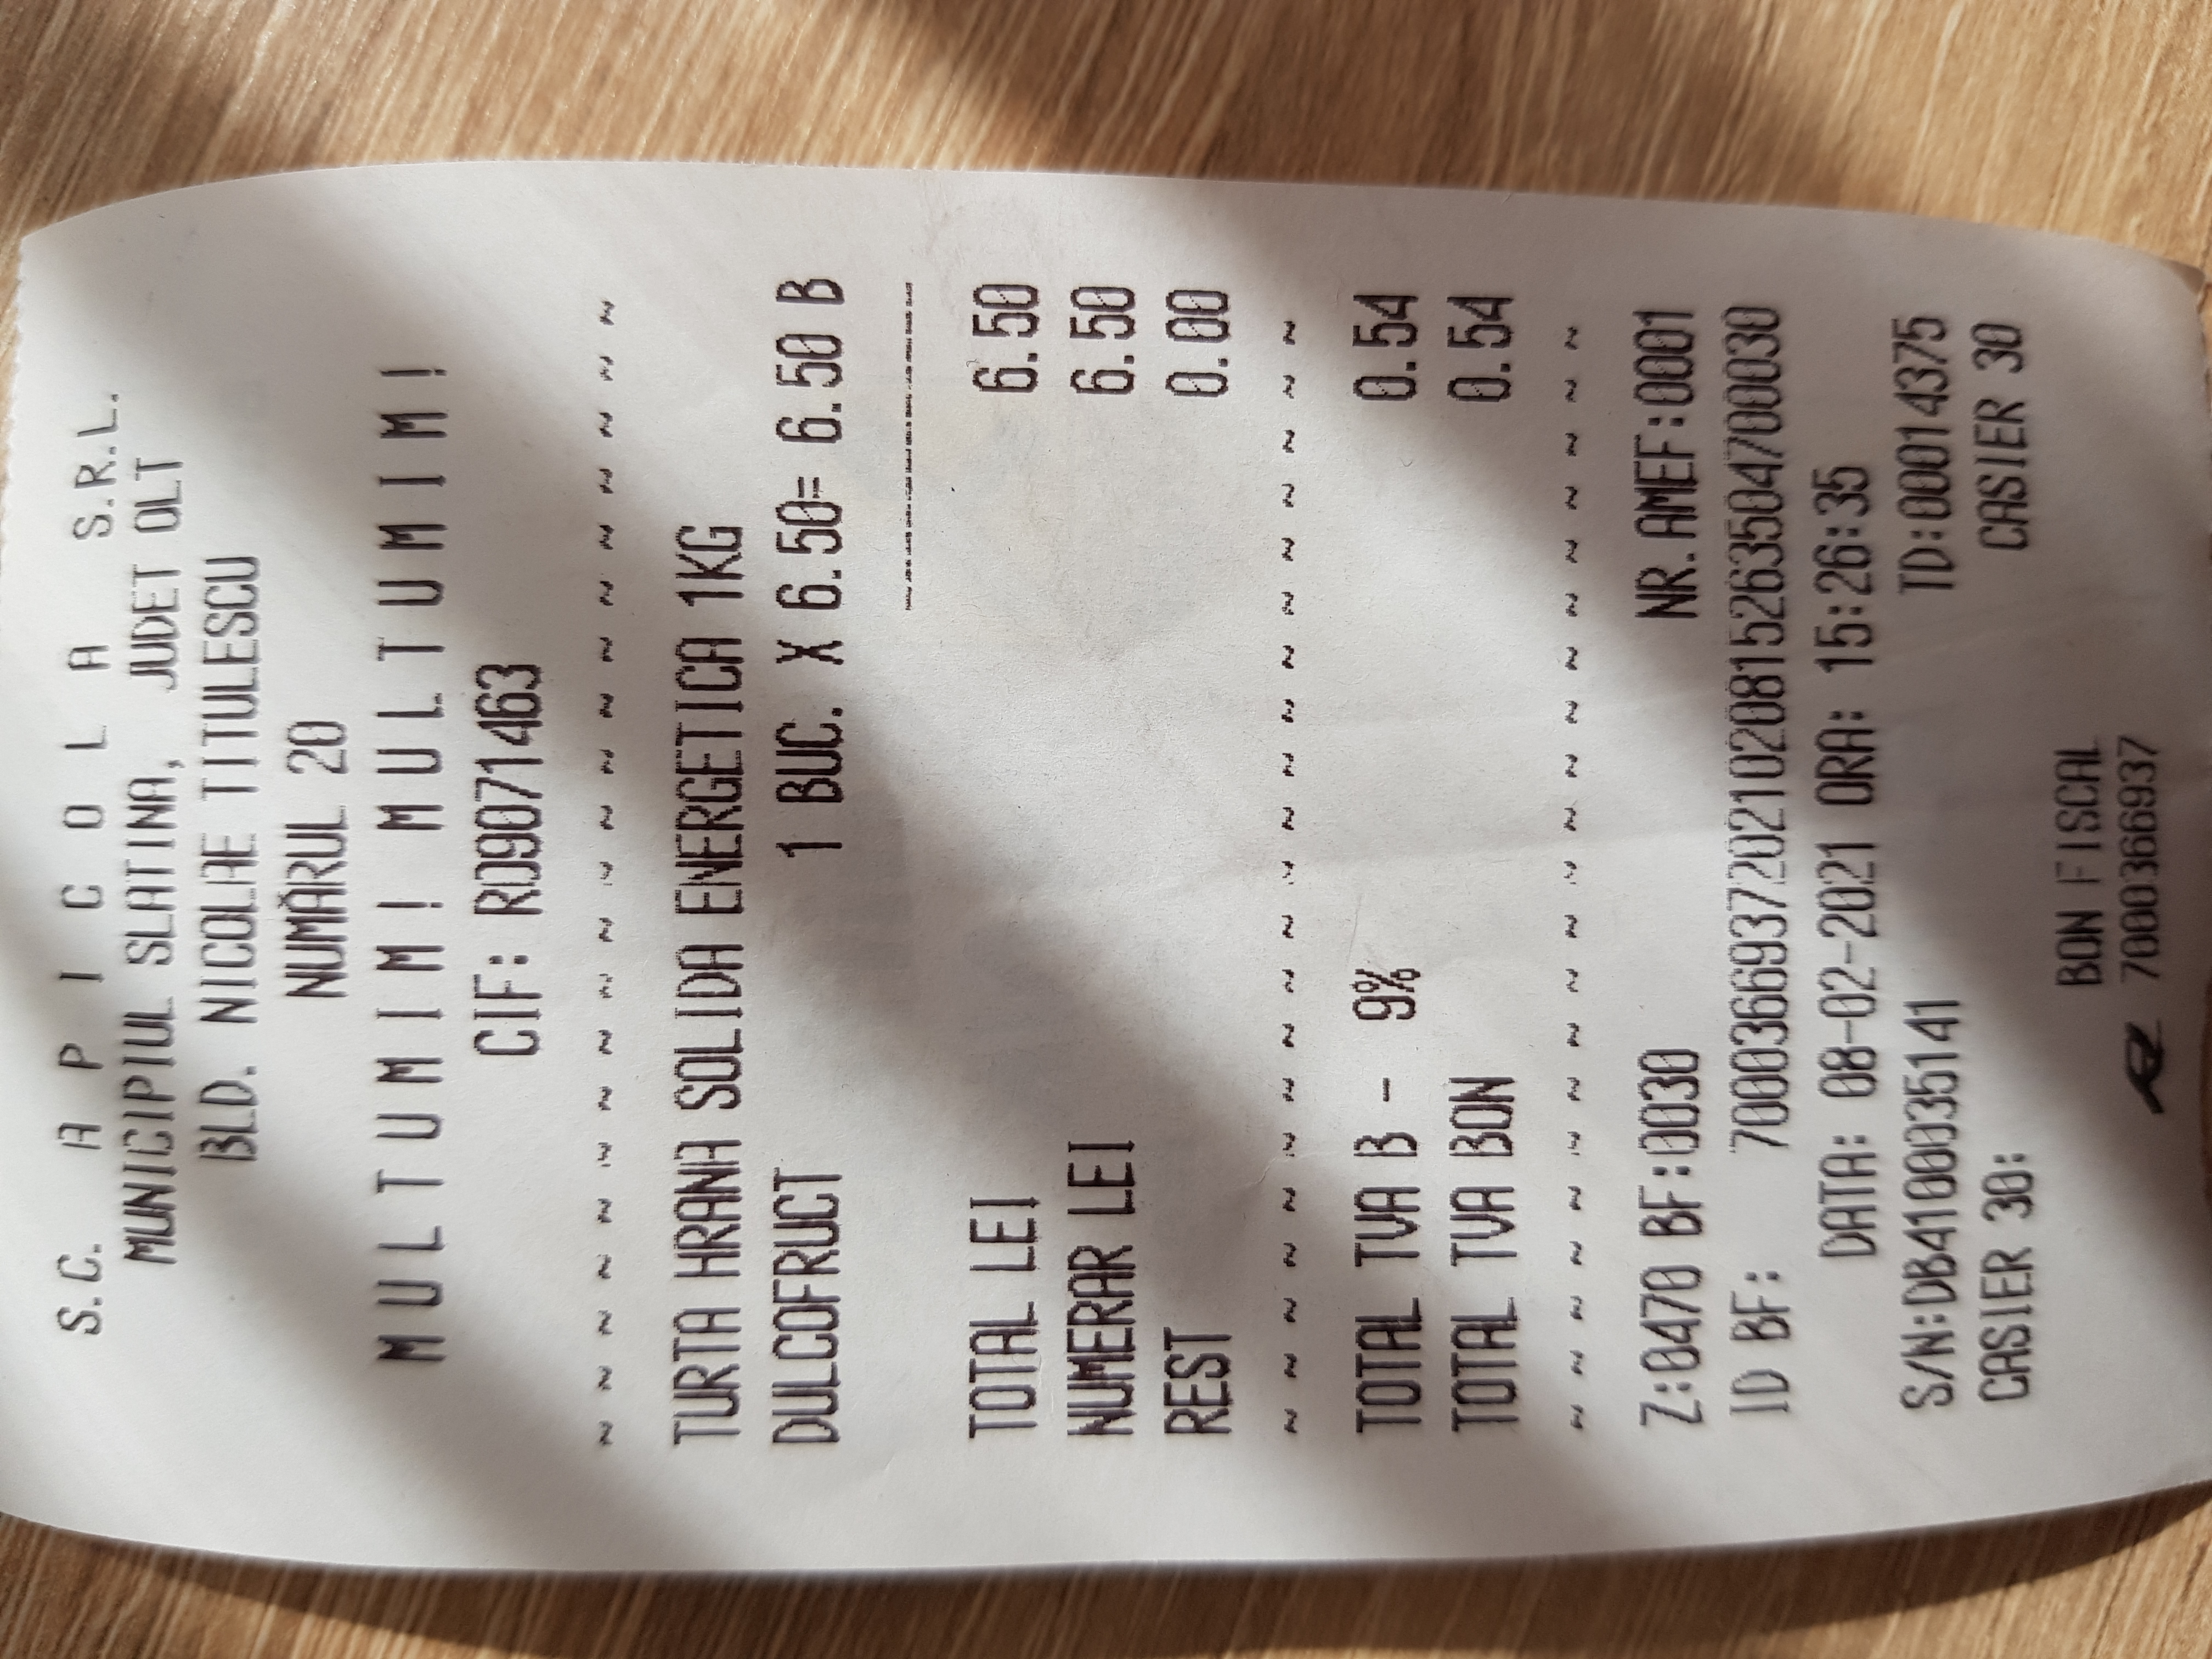 S.C. A P I C O L A S.R.L.
MUNICIPIUL SLATINA, JUDET OLT
BLD. NICOLAE TITULESCU
NUMĂRUL 20
M U L T U M I M ! M U L T U M I M !
CIF: RO9071463
~ ~ ~ ~ ~ ~ ~ ~ ~ ~ ~ ~ ~ ~ ~ ~ ~ ~ ~ ~ ~
TURTA HRANA SOLIDA ENERGETICA 1KG
DULCOFRUCT 1 BUC. X 6.50= 6.50 B
------------
TOTAL LEI 6.50
NUMERAR LEI 6.50
REST 0.00
~ ~ ~ ~ ~ ~ ~ ~ ~ ~ ~ ~ ~ ~ ~ ~ ~ ~ ~ ~ ~
TOTAL TVA B - 9% 0.54
TOTAL TVA BON 0.54
~ ~ ~ ~ ~ ~ ~ ~ ~ ~ ~ ~ ~ ~ ~ ~ ~ ~ ~ ~ ~
Z:0470 BF:0030 NR.AMEF:0001
ID BF: 70003669372021020815263504700030
DATA: 08-02-2021 ORA: 15:26:35
S/N:DB4100035141 TD:00014375
CASIER 30: CASIER 30
BON FISCAL
7000366937